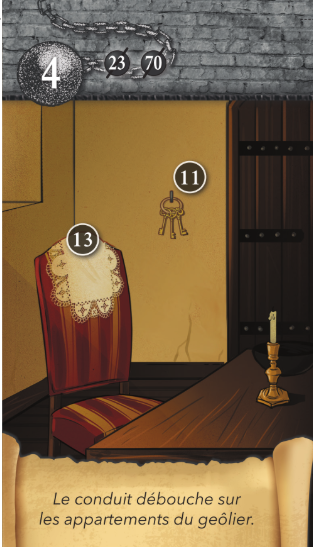 4
23 70
11
13
Le conduit débouche sur
les appartements du geôlier.